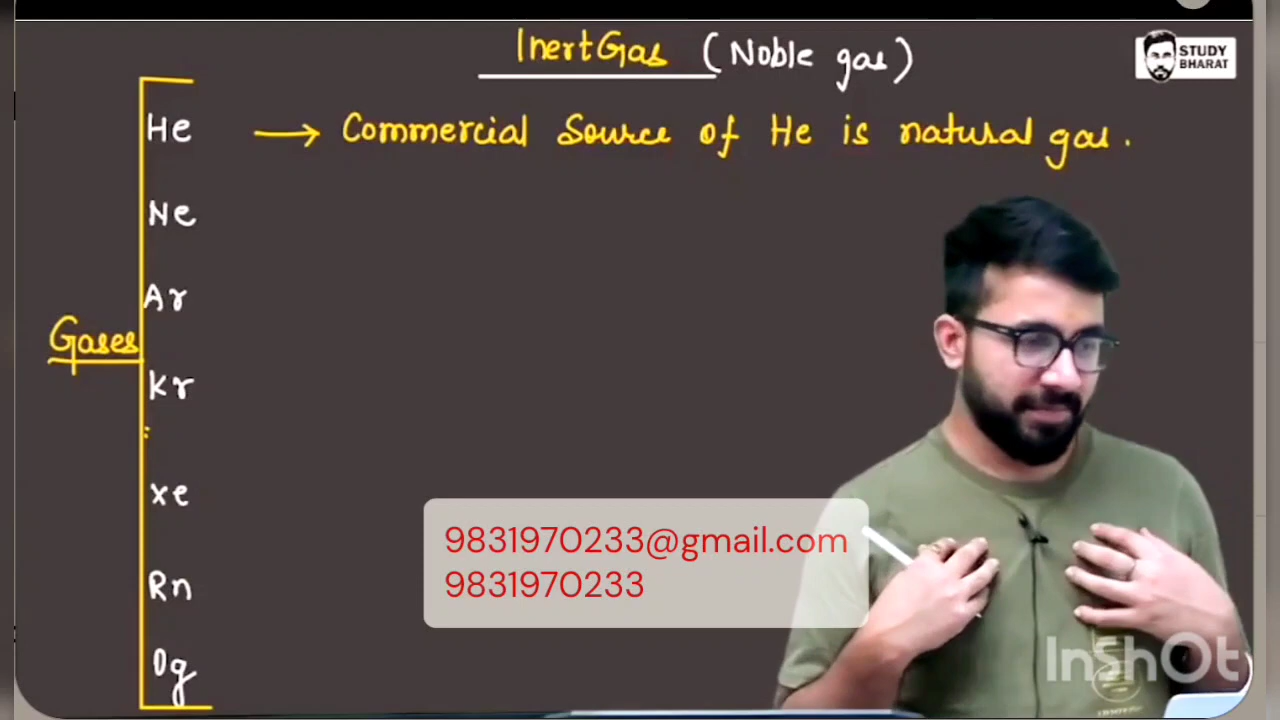 InertGas (Noble gas)
STUDY
BHARAT
He → Commercial Source of He is natural gas.
Ne
Ar
Gases
Kr
Xe
9831970233@gmail.com
9831970233
Rn
Og
InShOt